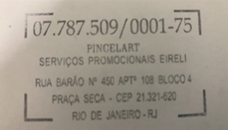 07.787.509/0001-75
PINCELART
SERVIÇOS PROMOCIONAIS EIRELI
RUA BARÃO Nº 450 APTº 108 BLOCO 4
PRAÇA SECA - CEP 21.321-620
RIO DE JANEIRO - RJ